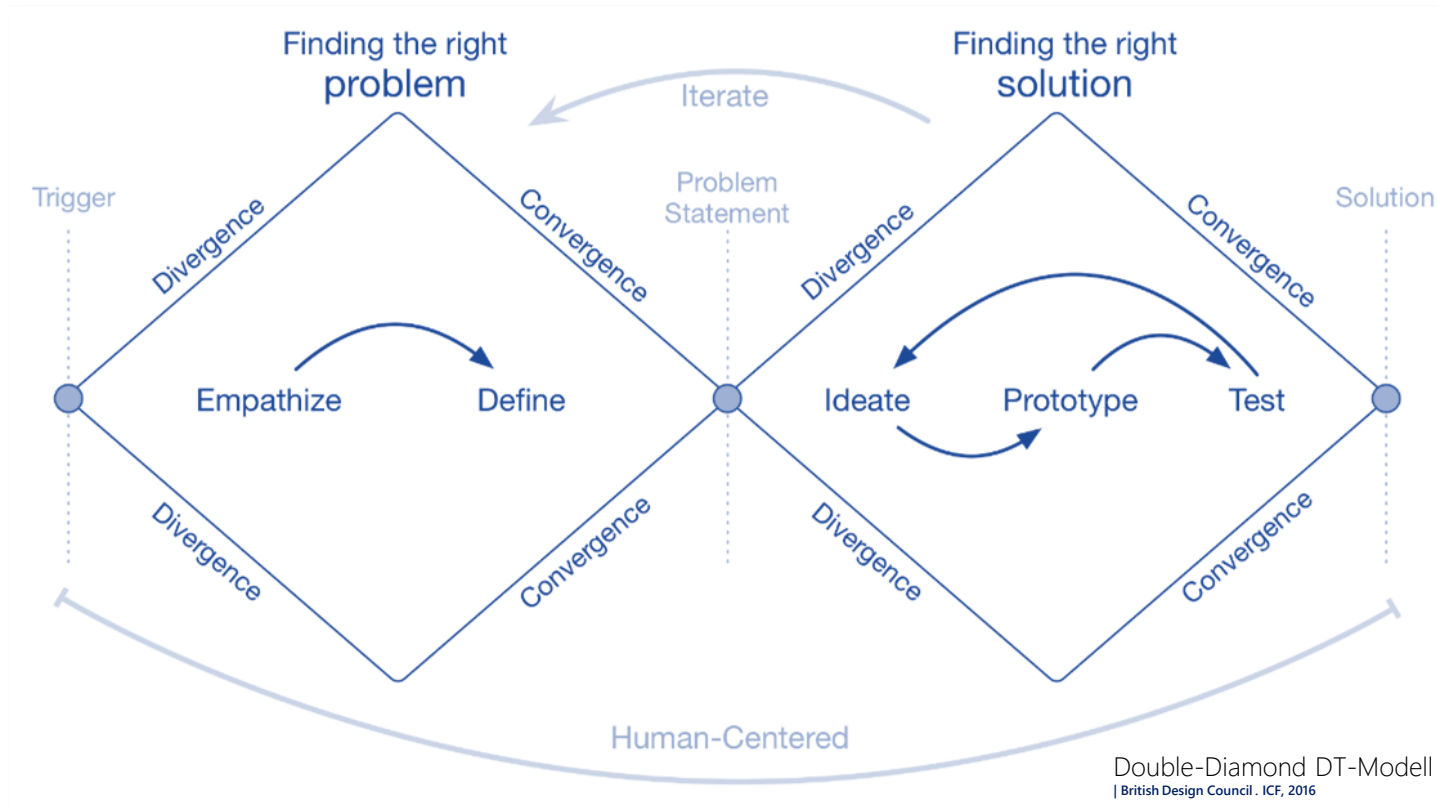 Finding the right
problem
Finding the right
solution
Iterate
Trigger
Problem
Statement
Solution
Divergence
Convergence
Divergence
Convergence
Empathize
Define
Ideate
Prototype
Test
Divergence
Convergence
Divergence
Convergence
Human-Centered
Double-Diamond DT-Modell
| British Design Council . ICF, 2016